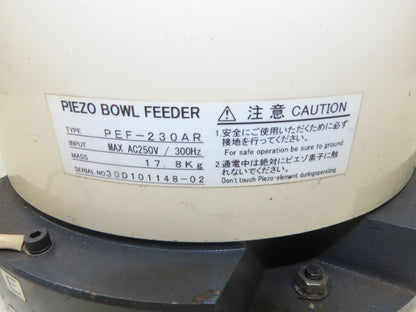 PIEZO BOWL FEEDER
TYPE PEF-230AR
INPUT MAX AC250V / 300Hz
MASS 17.8Kg
SERIAL NO 30D101148-02
⚠ 注意 CAUTION
1.安全にご使用いただくために必ず
接地を行ってください。
For safe operation be sure to ground.
2.通電中は絶対にピエゾ素子に触
れないでください。
Don't touch Piezo-element duringoperating.